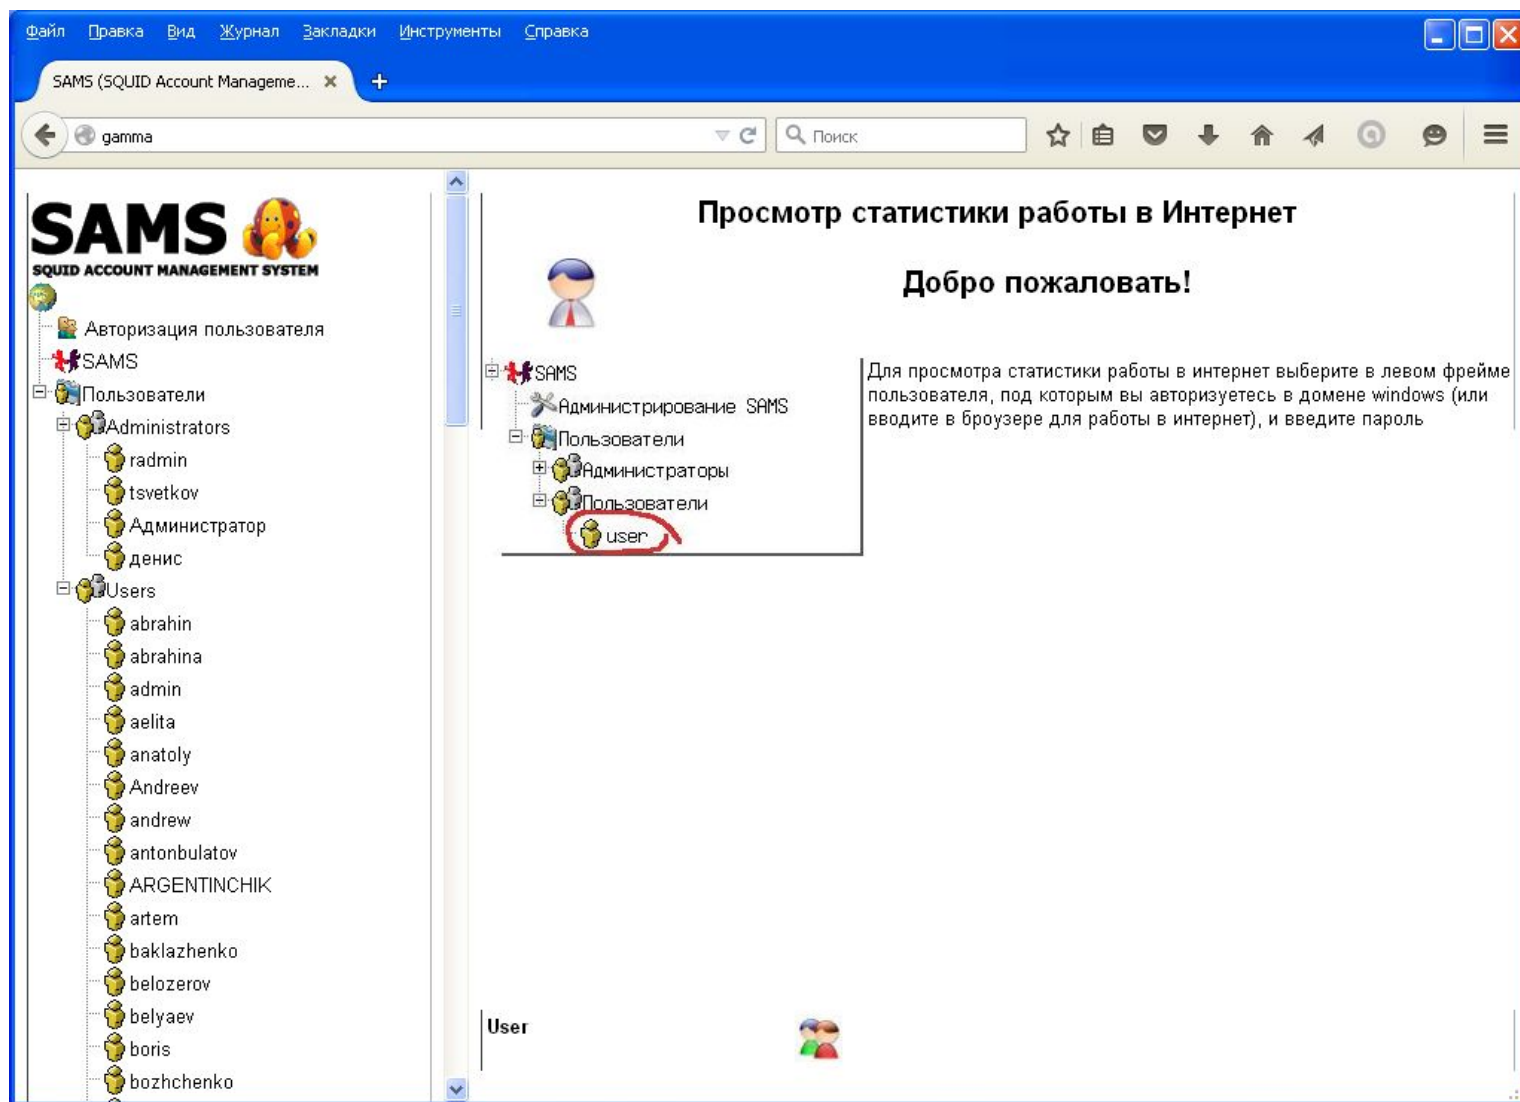 Файл Правка Вид Журнал Закладки Инструменты Справка
SAMS (SQUID Account Manageme...
gamma
Поиск
SAMS
SQUID ACCOUNT MANAGEMENT SYSTEM
Авторизация пользователя
SAMS
Пользователи
Administrators
radmin
tsvetkov
Администратор
денис
Users
abrahin
abrahina
admin
aelita
anatoly
Andreev
andrew
antonbulatov
ARGENTINCHIK
artem
baklazhenko
belozerov
belyaev
boris
bozhchenko
Просмотр статистики работы в Интернет
Добро пожаловать!
SAMS
Администрирование SAMS
Пользователи
Администраторы
Пользователи
user
Для просмотра статистики работы в интернет выберите в левом фрейме
пользователя, под которым вы авторизуетесь в домене windows (или
вводите в броузере для работы в интернет), и введите пароль
User